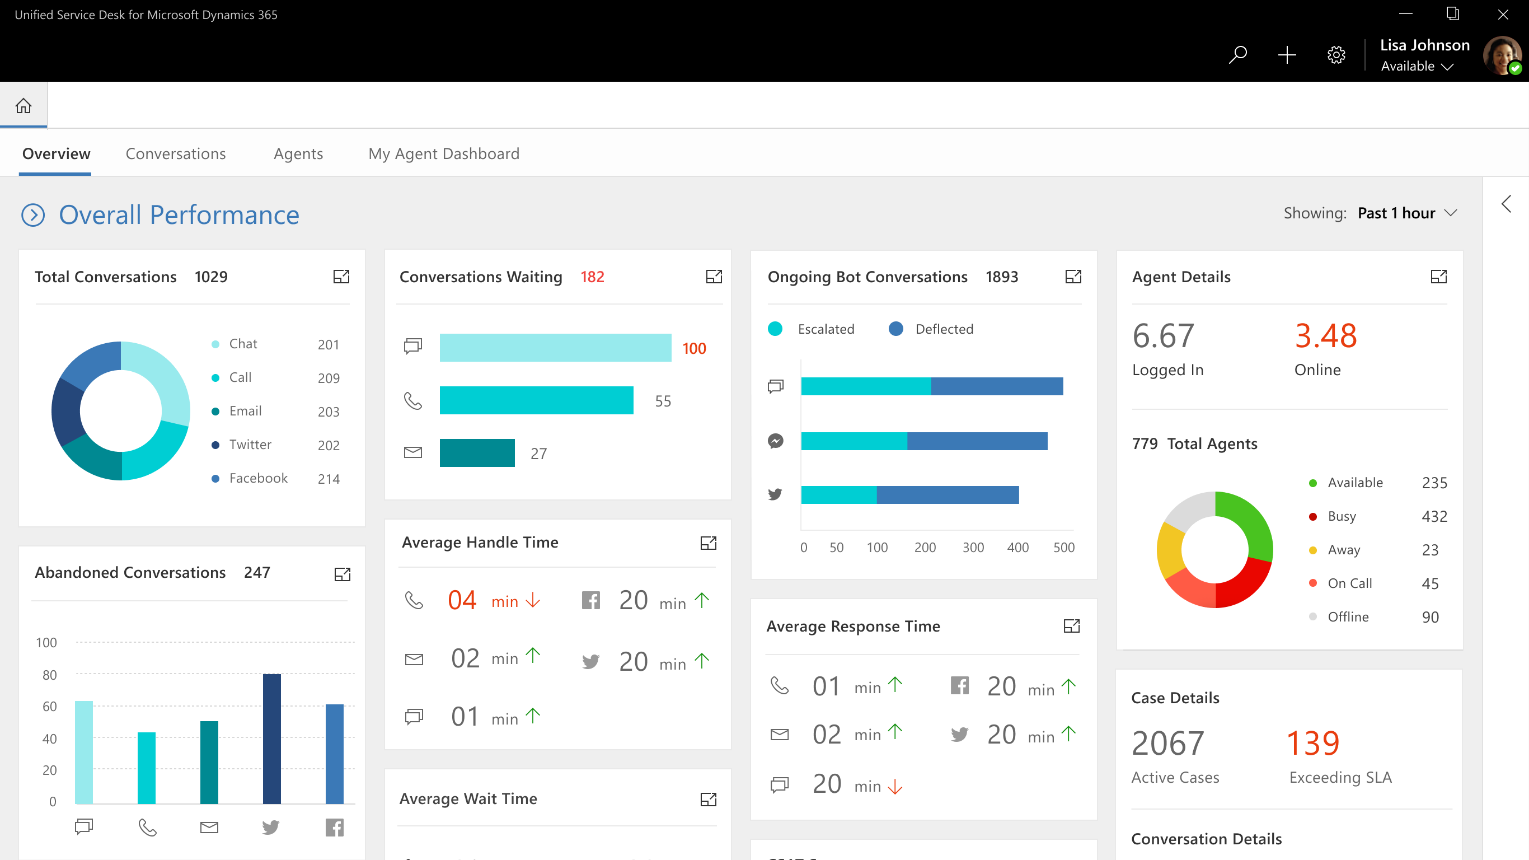 Unified Service Desk for Microsoft Dynamics 365
Lisa Johnson
Available
Overview Conversations Agents My Agent Dashboard
Overall Performance
Showing: Past 1 hour
Total Conversations 1029
Chat 201
Call 209
Email 203
Twitter 202
Facebook 214
Abandoned Conversations 247
100
80
60
40
20
0
Conversations Waiting 182
100
55
27
Average Handle Time
04 min 20 min
02 min 20 min
01 min
Average Wait Time
Ongoing Bot Conversations 1893
Escalated Deflected
0 50 100 200 300 400 500
Average Response Time
01 min 20 min
02 min 20 min
20 min
Agent Details
6.67 3.48
Logged In Online
779 Total Agents
Available 235
Busy 432
Away 23
On Call 45
Offline 90
Case Details
2067 139
Active Cases Exceeding SLA
Conversation Details